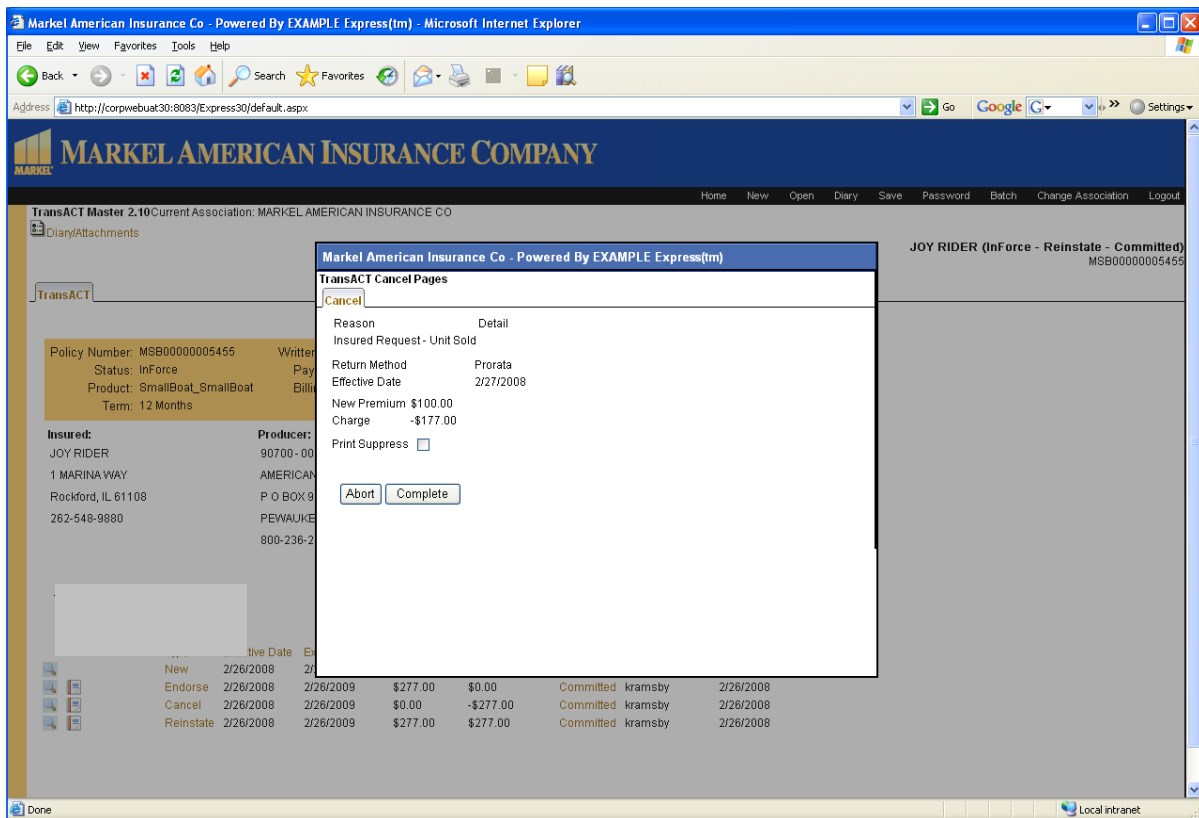 Markel American Insurance Co - Powered By EXAMPLE Express(tm) - Microsoft Internet Explorer
File Edit View Favorites Tools Help
Back Search Favorites
Address http://corpwebuat30:8083/Express30/default.aspx Go Google G Settings
MARKEL MARKEL AMERICAN INSURANCE COMPANY
Home New Open Diary Save Password Batch Change Association Logout
TransACT Master 2.10Current Association: MARKEL AMERICAN INSURANCE CO
Diary/Attachments
JOY RIDER (InForce - Reinstate - Committed)
MSB00000005455
TransACT
Markel American Insurance Co - Powered By EXAMPLE Express(tm)
TransACT Cancel Pages
Cancel
Reason Detail
Insured Request - Unit Sold
Return Method Prorata
Effective Date 2/27/2008
New Premium $100.00
Charge -$177.00
Print Suppress
Abort Complete
Policy Number: MSB00000005455
Status: InForce
Product: SmallBoat_SmallBoat
Term: 12 Months
Insured: Producer:
JOY RIDER 90700-00
1 MARINA WAY AMERICAN
Rockford, IL 61108 P O BOX 9
262-548-9880 PEWAUKE
800-236-2
New 2/26/2008
Endorse 2/26/2008 2/26/2009 $277.00 $0.00 Committed kramsby 2/26/2008
Cancel 2/26/2008 2/26/2009 $0.00 -$277.00 Committed kramsby 2/26/2008
Reinstate 2/26/2008 2/26/2009 $277.00 $277.00 Committed kramsby 2/26/2008
Done Local intranet